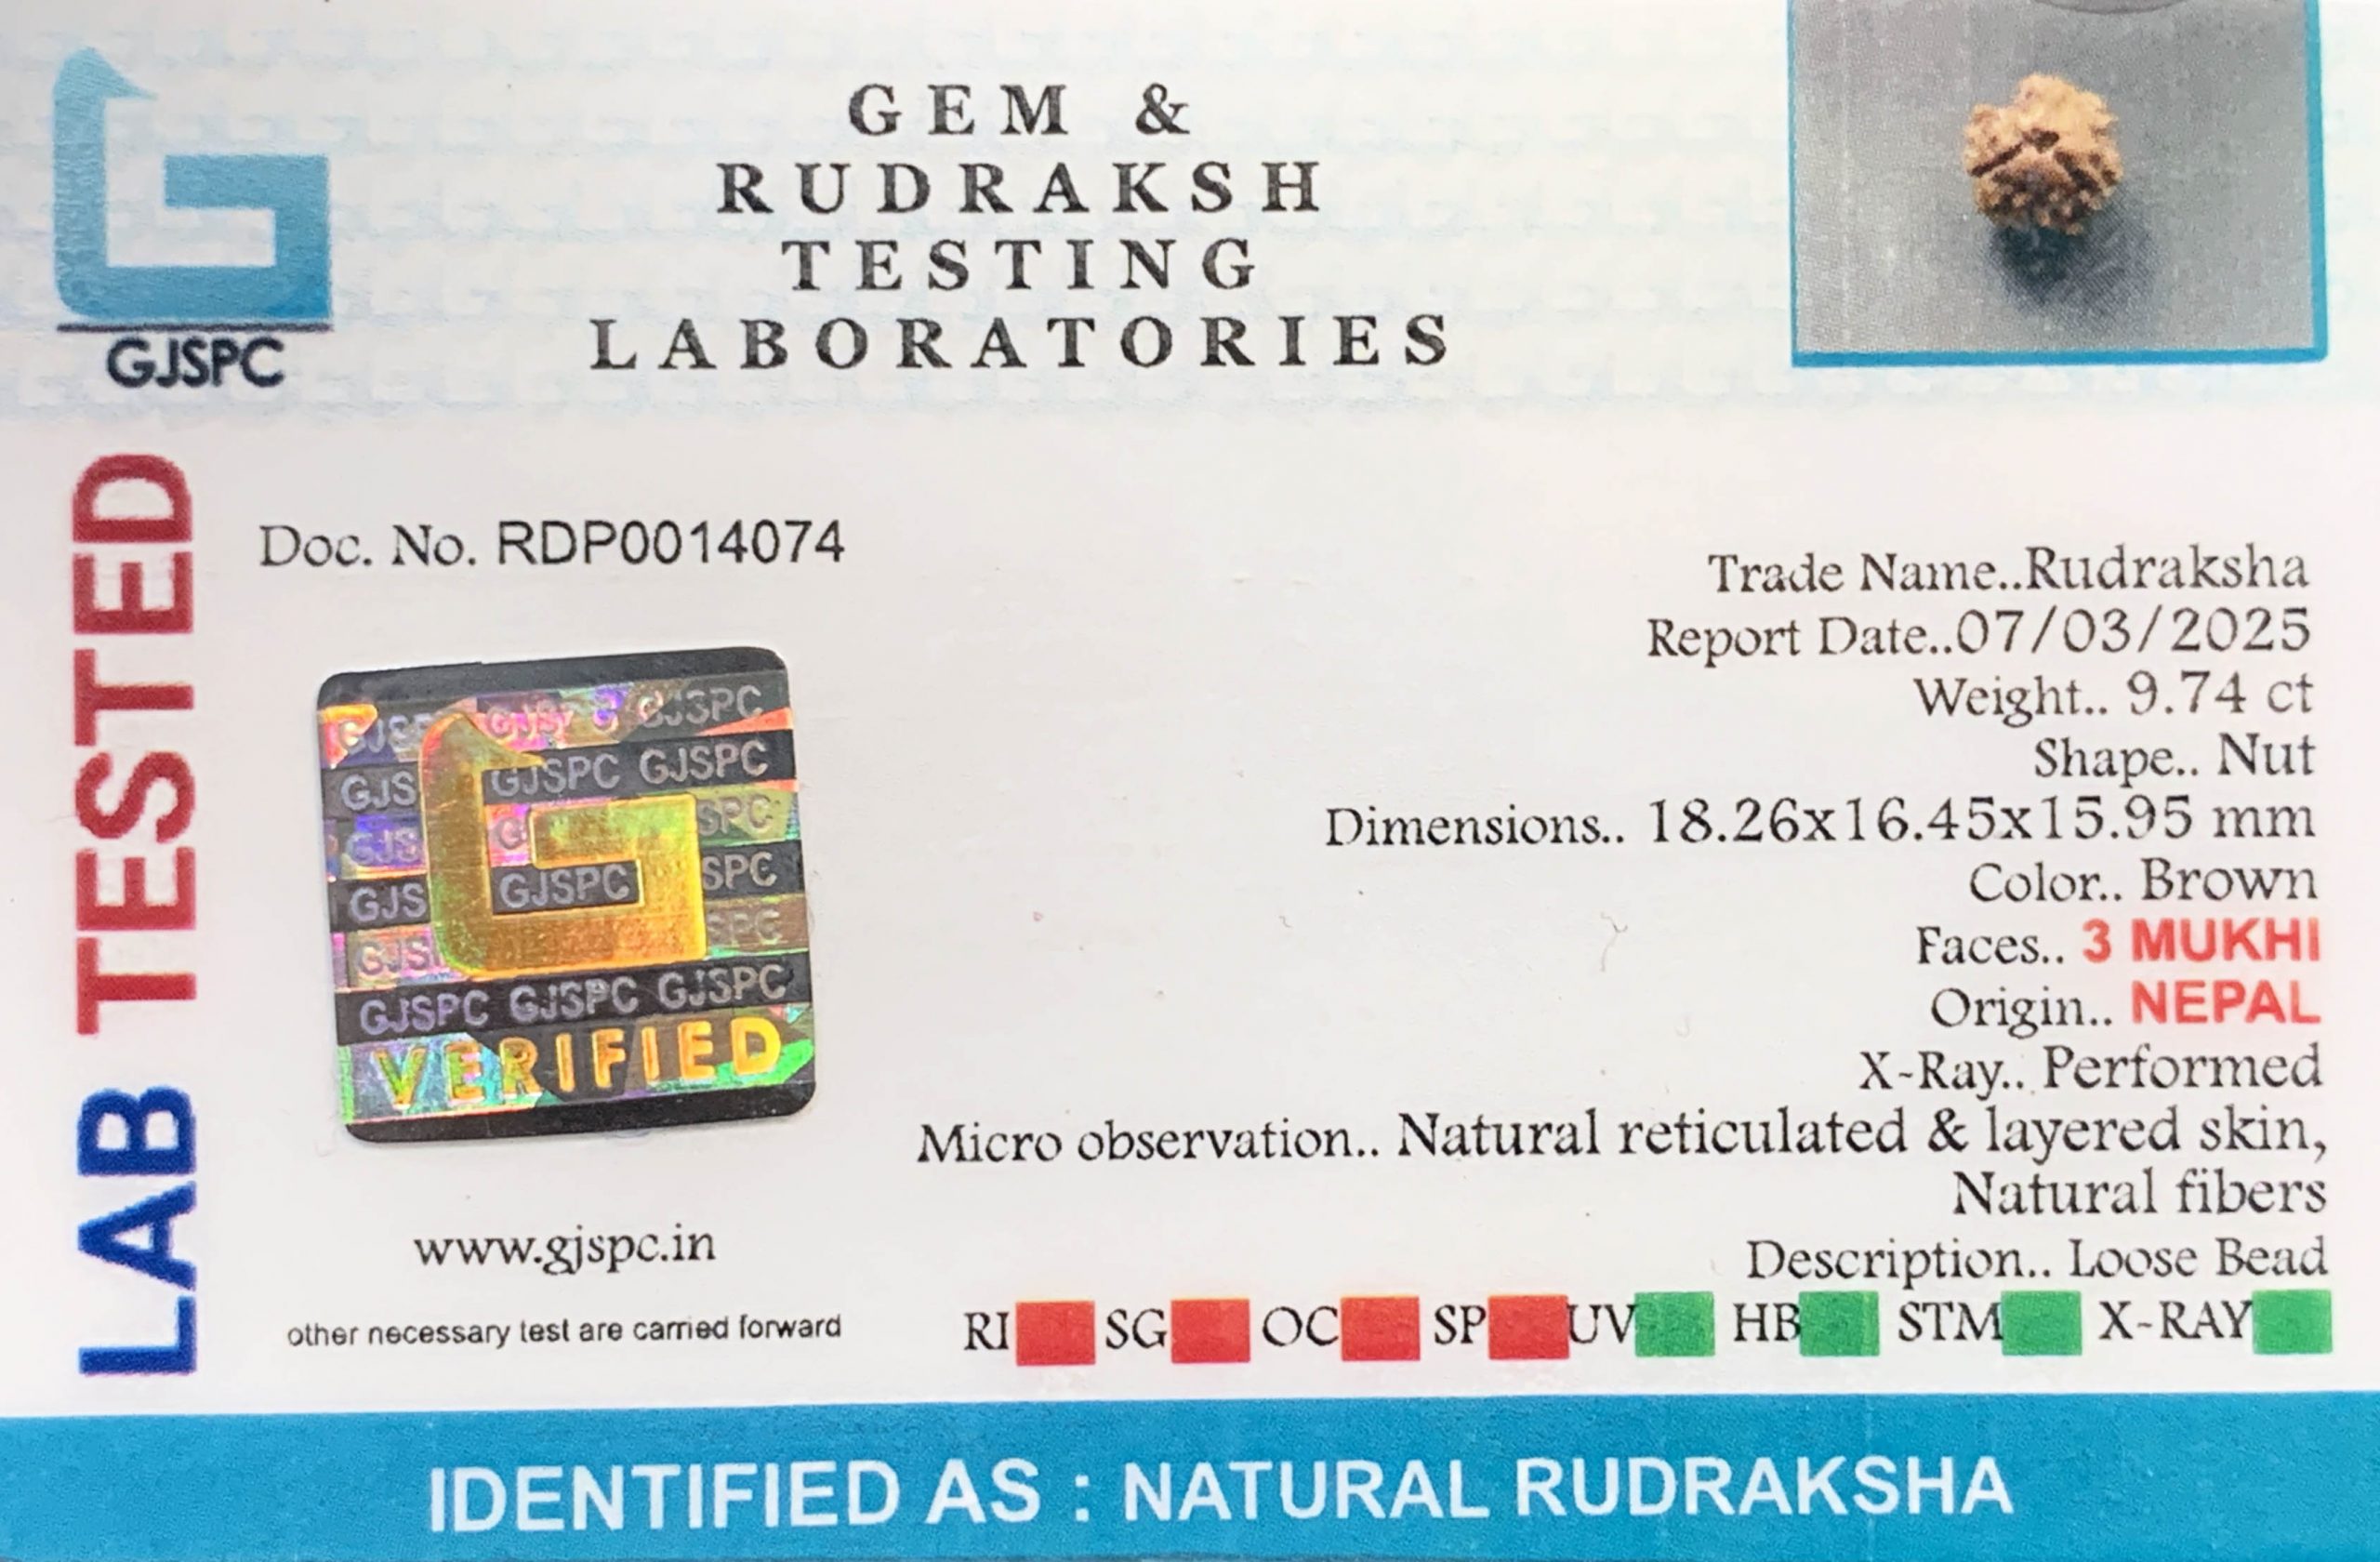 GJSPC
GEM &
RUDRAKSH
TESTING
LABORATORIES
LAB TESTED
Doc. No. RDP0014074
Trade Name..Rudraksha
Report Date..07/03/2025
Weight.. 9.74 ct
Shape.. Nut
Dimensions.. 18.26x16.45x15.95 mm
Color.. Brown
Faces.. 3 MUKHI
Origin.. NEPAL
X-Ray.. Performed
Micro observation.. Natural reticulated & layered skin,
Natural fibers
Description.. Loose Bead
RI SG OC SP UV HB STM X-RAY
GJSPC GJSPC
GJSPC GJSPC
GJSPC
GJSPC GJSPC GJSPC
VERIFIED
www.gjspc.in
other necessary test are carried forward
IDENTIFIED AS : NATURAL RUDRAKSHA